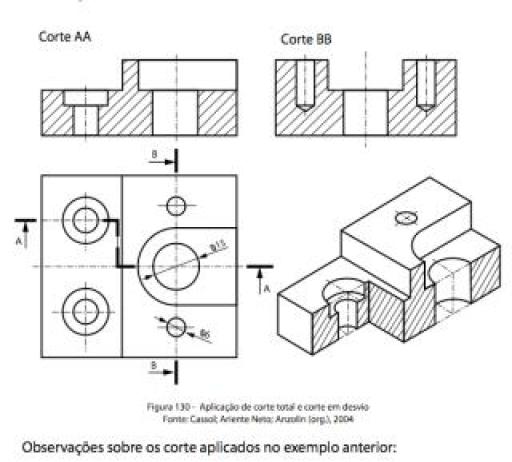 Corte AA
Corte BB
B
A
ø15
A
ø6
B
Figura 130 - Aplicação de corte total e corte em desvio
Fonte: Cassol; Ariente Neto; Anzolin (org.), 2004
Observações sobre os corte aplicados no exemplo anterior: